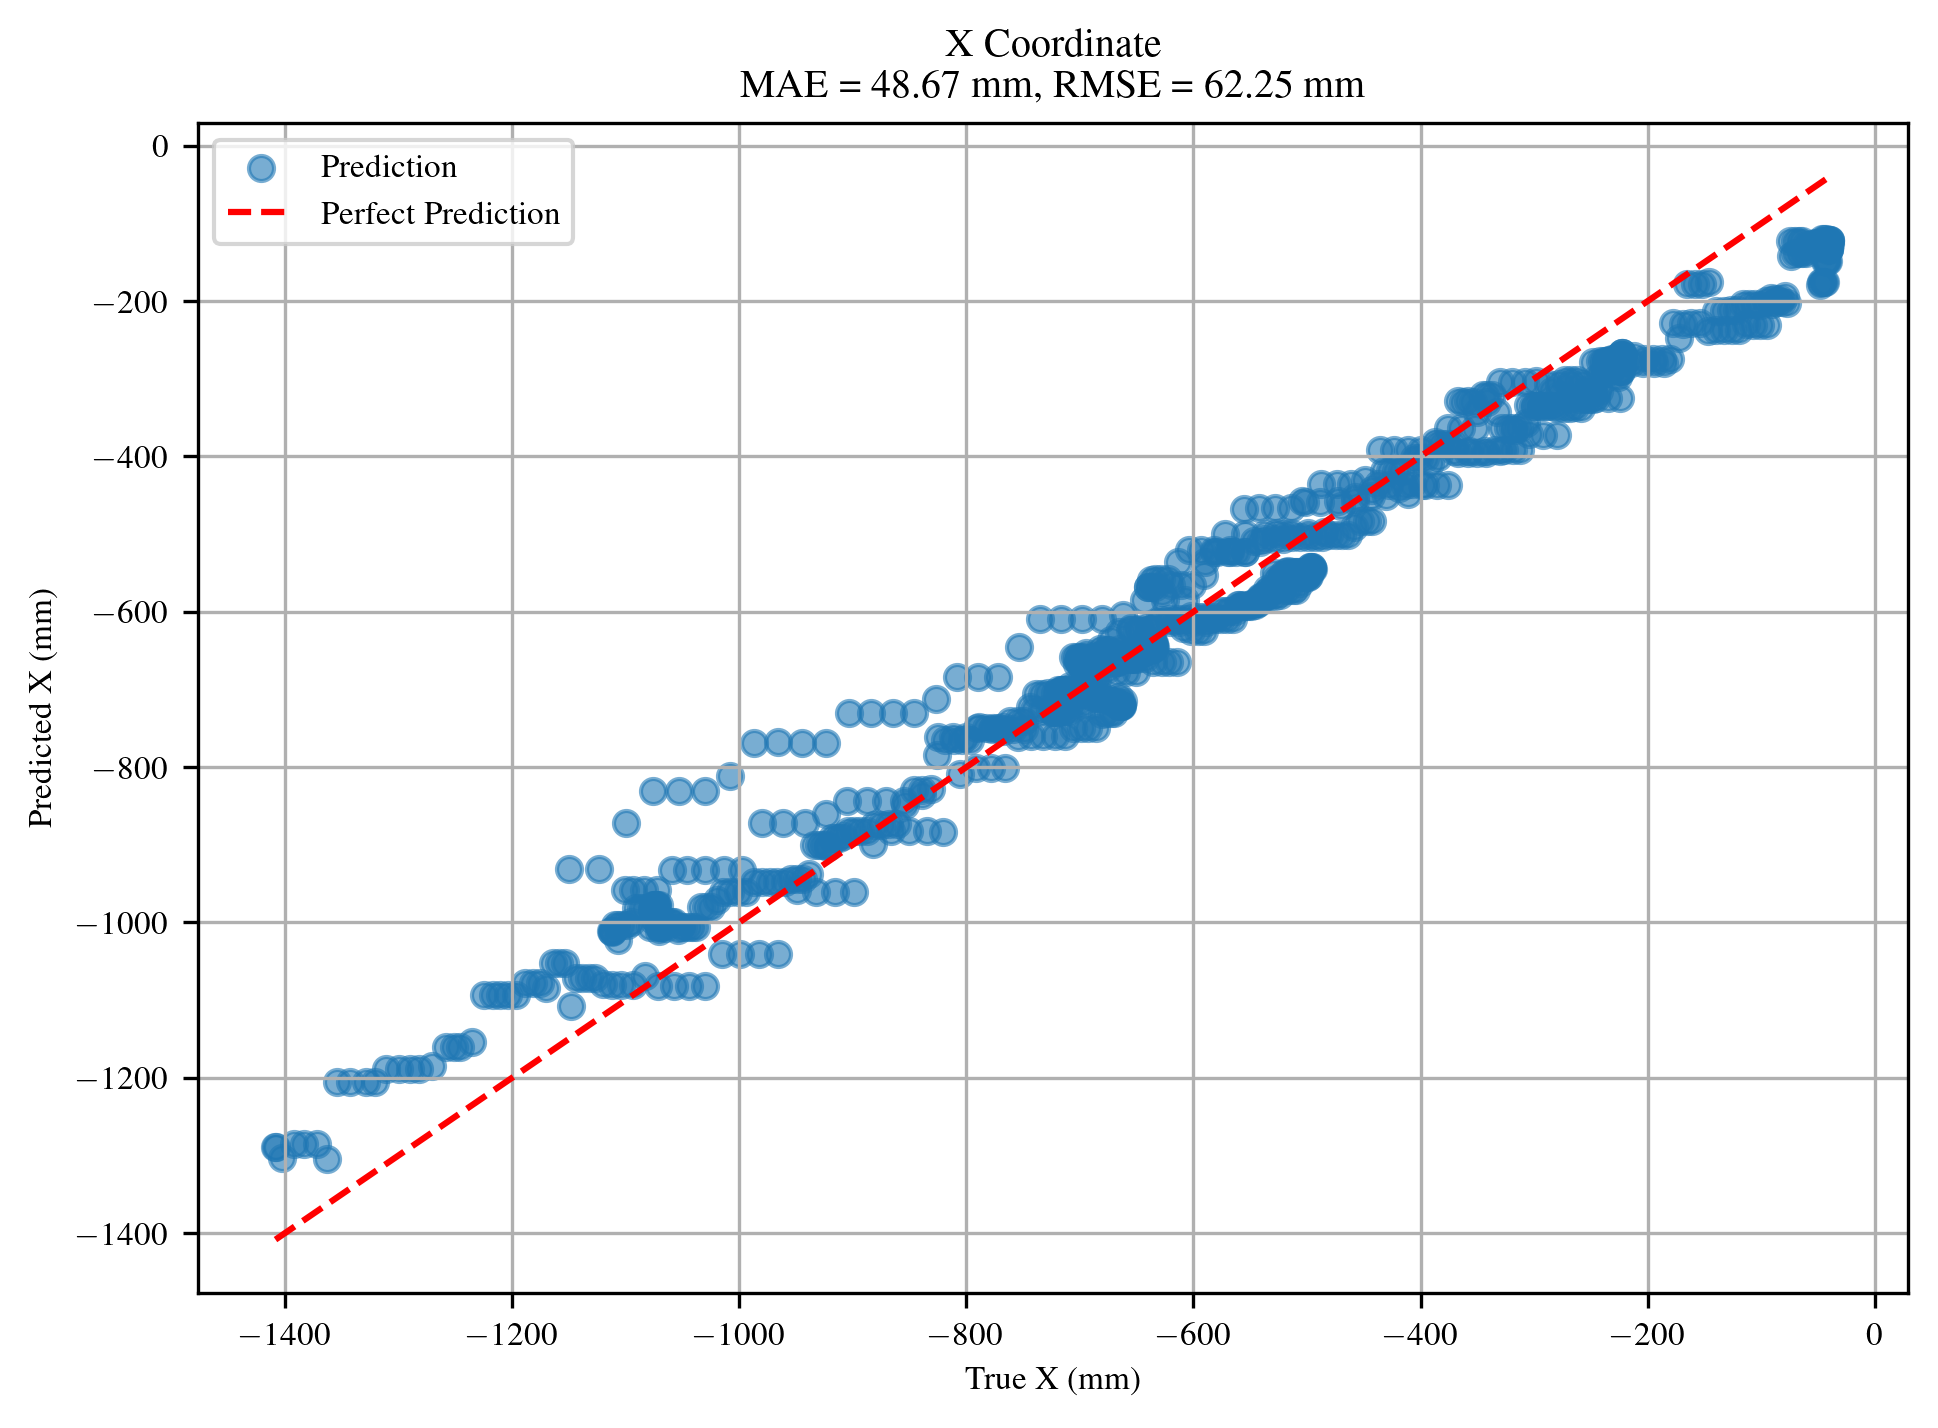 X Coordinate
MAE = 48.67 mm, RMSE = 62.25 mm
Prediction
Perfect Prediction
0
−200
−400
−600
−800
−1000
−1200
−1400
Predicted X (mm)
−1400 −1200 −1000 −800 −600 −400 −200 0
True X (mm)